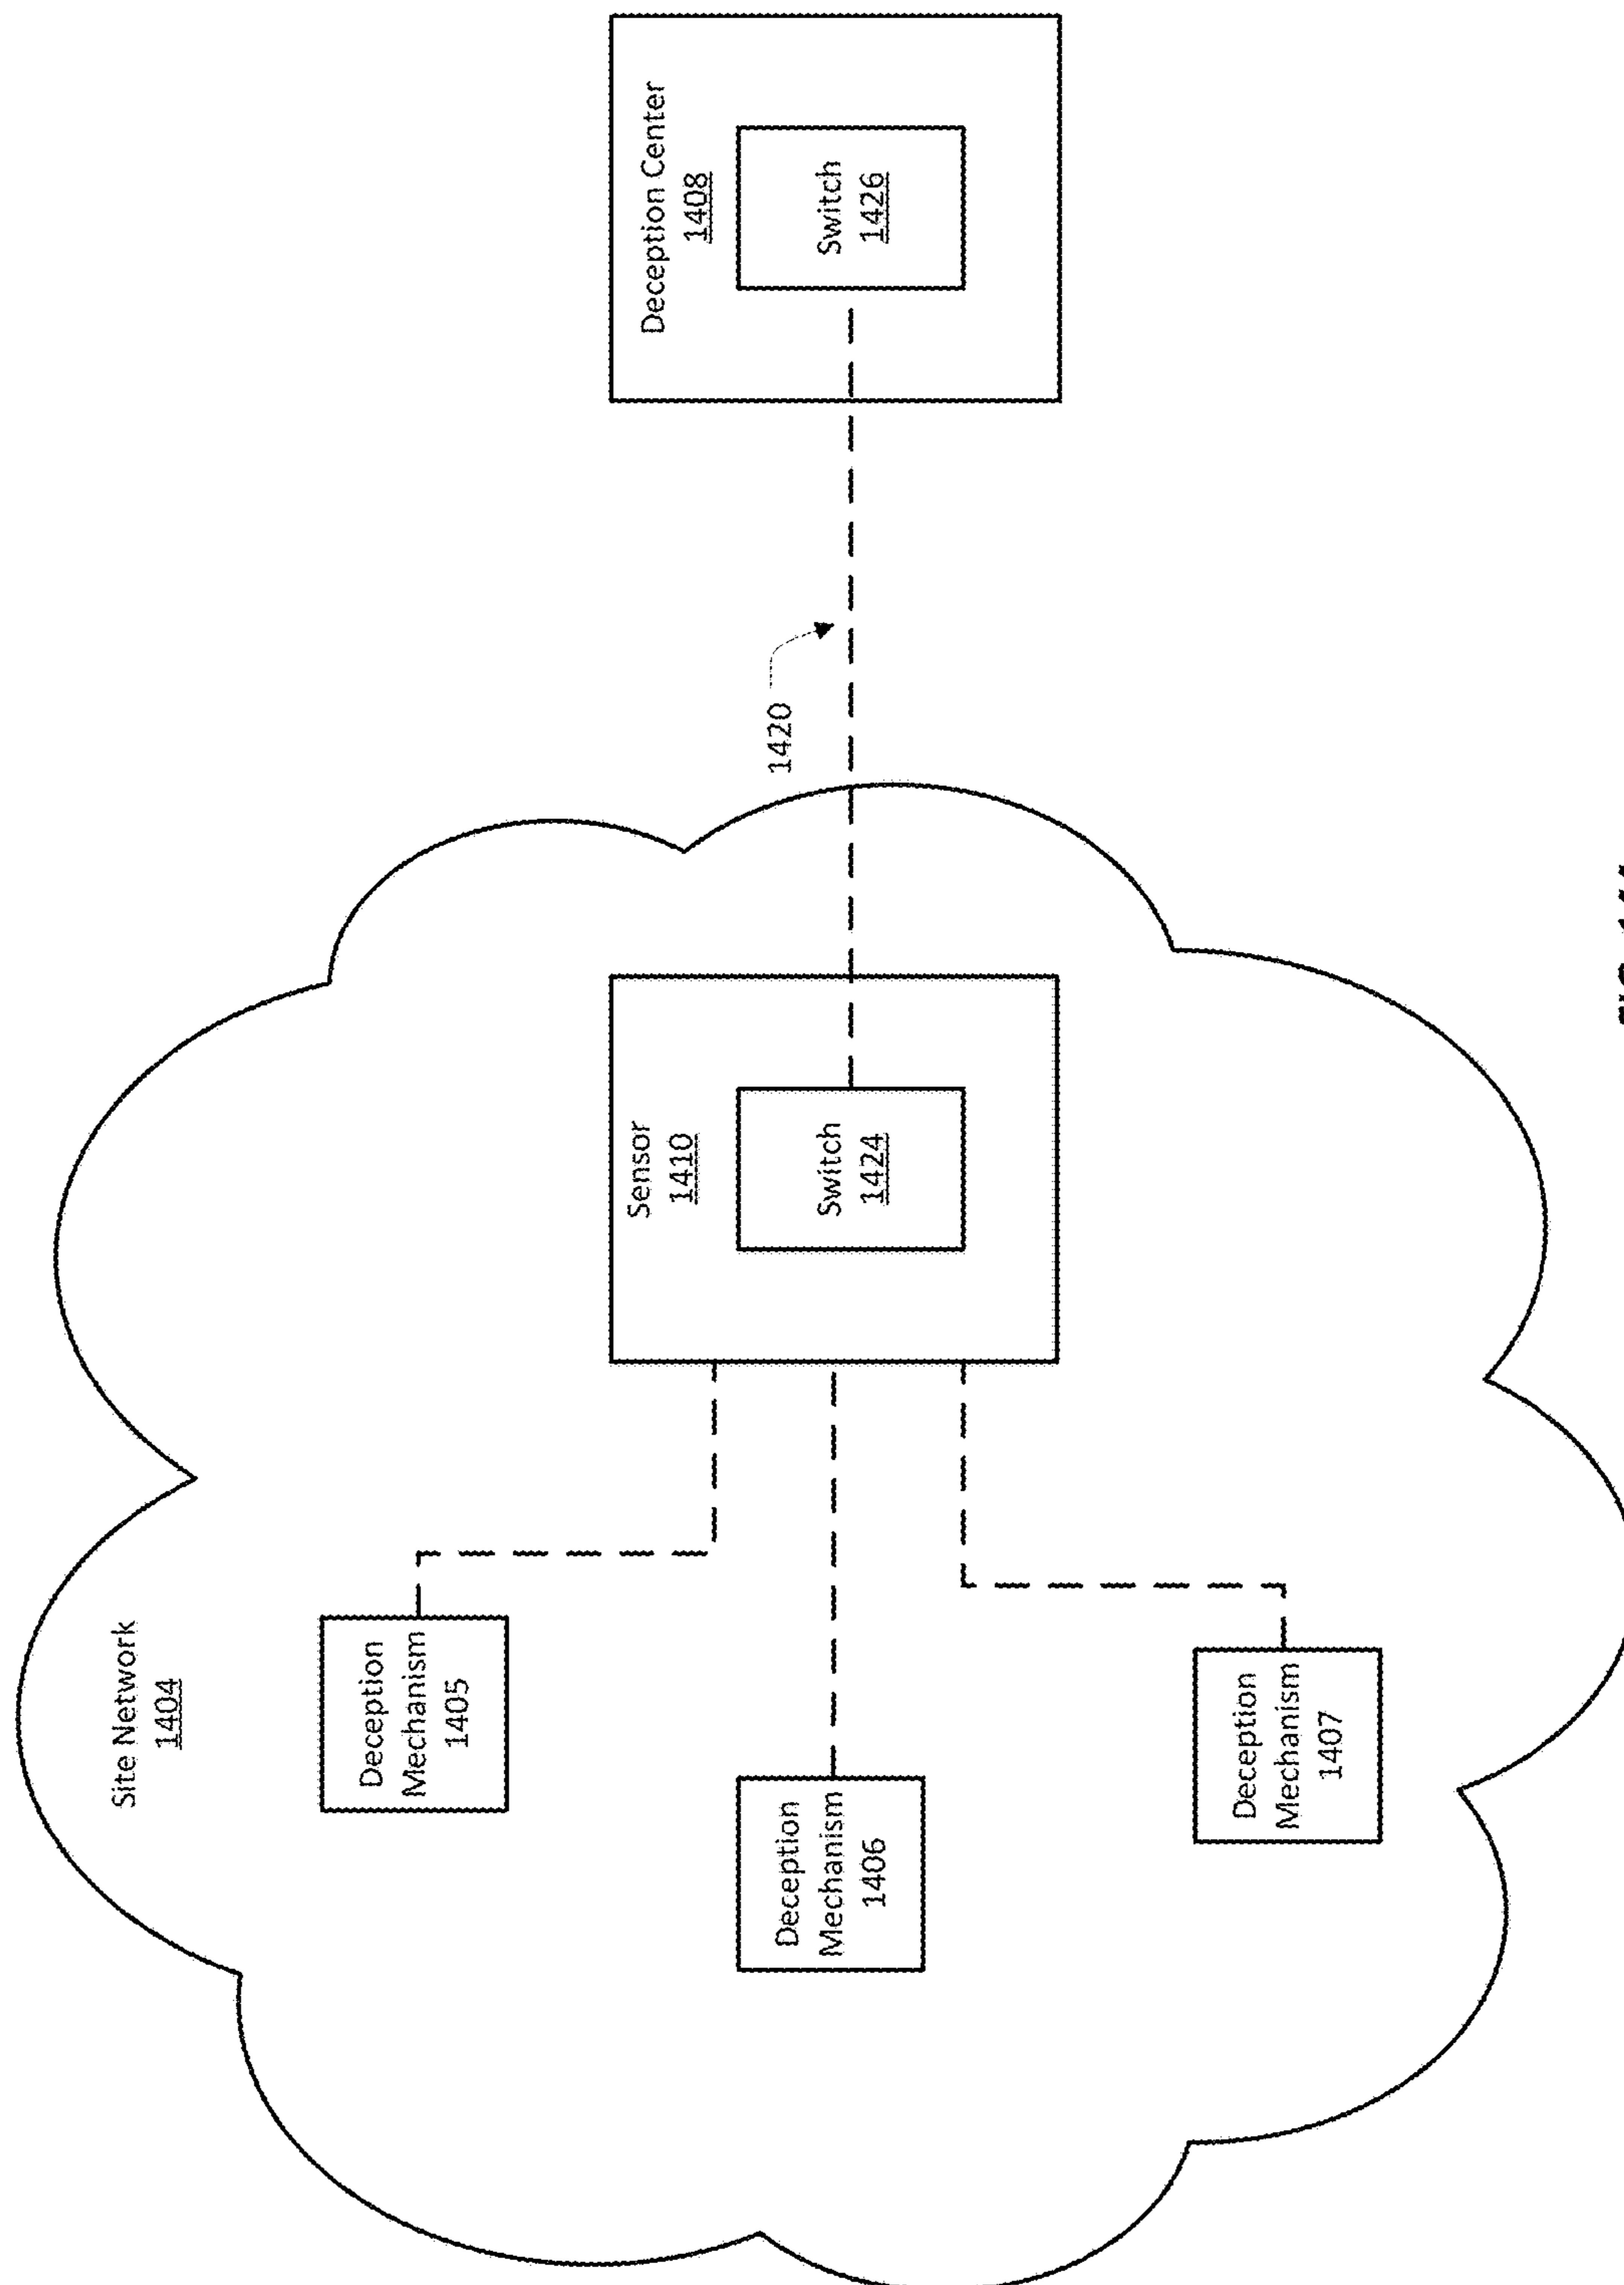 Site Network
1404
Deception
Mechanism
1405
Deception
Mechanism
1406
Deception
Mechanism
1407
Sensor
1410
Switch
1424
1420
Deception Center
1408
Switch
1426